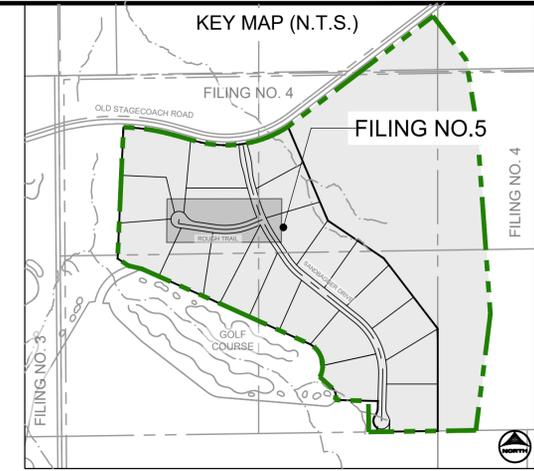 KEY MAP (N.T.S.)
FILING NO. 4
OLD STAGECOACH ROAD
FILING NO.5
FILING NO. 4
ROUGH TRAIL
SANDBAGGER DRIVE
GOLF
COURSE
FILING NO. 3
NORTH